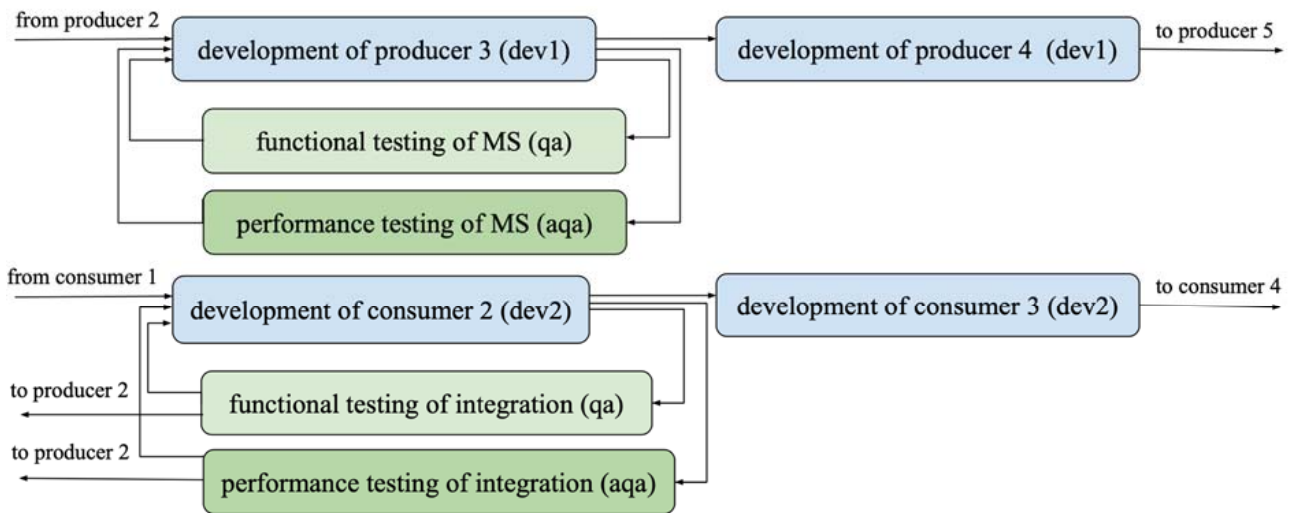 from producer 2
development of producer 3 (dev1)
development of producer 4 (dev1)
to producer 5
functional testing of MS (qa)
performance testing of MS (aqa)
from consumer 1
development of consumer 2 (dev2)
development of consumer 3 (dev2)
to consumer 4
to producer 2
functional testing of integration (qa)
to producer 2
performance testing of integration (aqa)